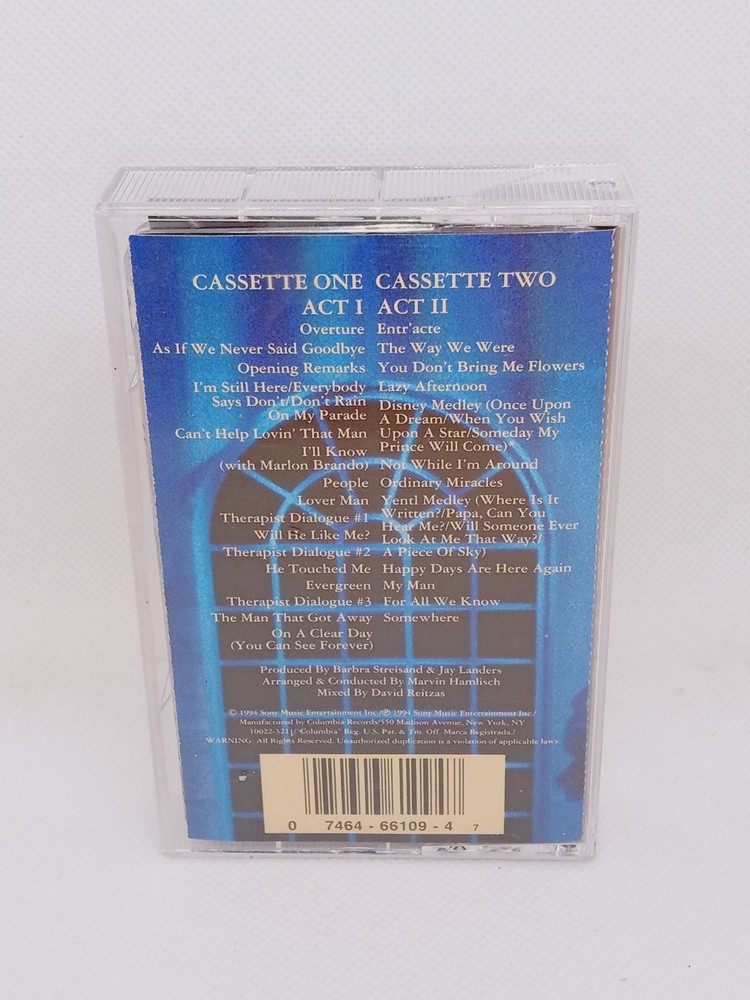 CASSETTE ONE
ACT I
Overture
As If We Never Said Goodbye
Opening Remarks
I'm Still Here/Everybody
Says Don't/Don't Rain
On My Parade
Can't Help Lovin' That Man
I'll Know
(with Marlon Brando)
People
Lover Man
Therapist Dialogue #1
Will He Like Me?
Therapist Dialogue #2
He Touched Me
Evergreen
Therapist Dialogue #3
The Man That Got Away
On A Clear Day
(You Can See Forever)
CASSETTE TWO
ACT II
Entr'acte
The Way We Were
You Don't Bring Me Flowers
Lazy Afternoon
Disney Medley (Once Upon
A Dream/When You Wish
Upon A Star/Someday My
Prince Will Come)*
Not While I'm Around
Ordinary Miracles
Yentl Medley (Where Is It
Written?/Papa, Can You
Hear Me?/Will Someone Ever
Look At Me That Way?/
A Piece Of Sky)
Happy Days Are Here Again
My Man
For All We Know
Somewhere
Produced By Barbra Streisand & Jay Landers
Arranged & Conducted By Marvin Hamlisch
Mixed By David Reitzas
© 1994 Sony Music Entertainment Inc./℗ 1994 Sony Music Entertainment Inc./
Manufactured by Columbia Records/550 Madison Avenue, New York, NY
10022-3211/"Columbia" Reg. U.S. Pat. & Tm. Off. Marca Registrada./
WARNING: All Rights Reserved. Unauthorized duplication is a violation of applicable laws.
0 7464 - 66109 - 4 7